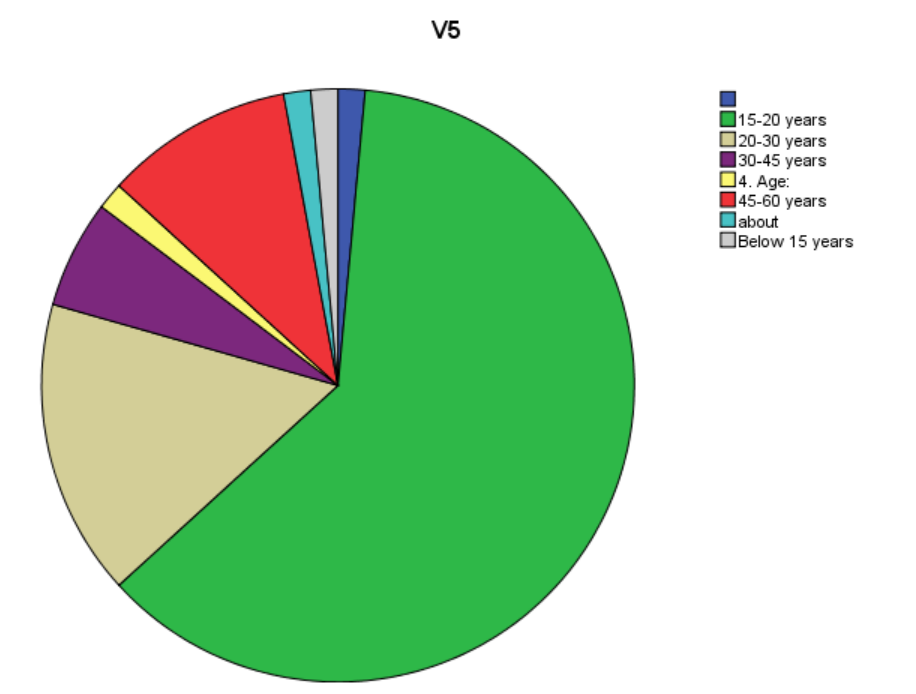 V5
15-20 years
20-30 years
30-45 years
4. Age:
45-60 years
about
Below 15 years